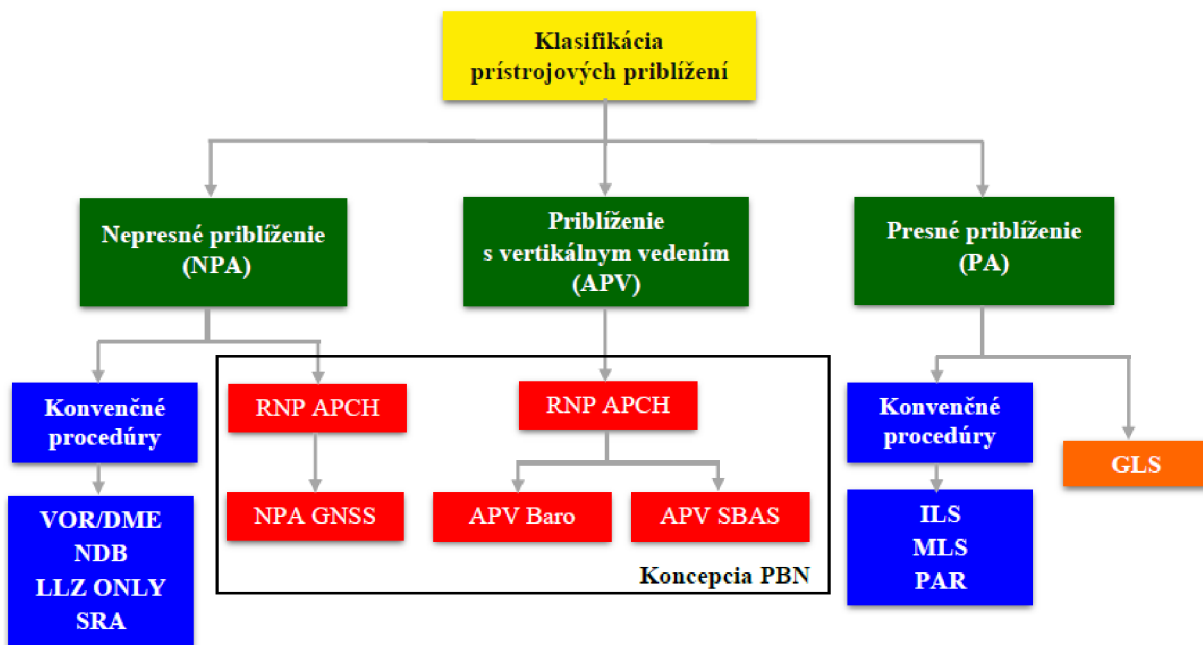 Klasifikácia
prístrojových priblížení
Nepresné priblíženie
(NPA)
Priblíženie
s vertikálnym vedením
(APV)
Presné priblíženie
(PA)
Konvenčné
procedúry
RNP APCH
RNP APCH
Konvenčné
procedúry
GLS
VOR/DME
NDB
LLZ ONLY
SRA
NPA GNSS
APV Baro
APV SBAS
ILS
MLS
PAR
Koncepcia PBN